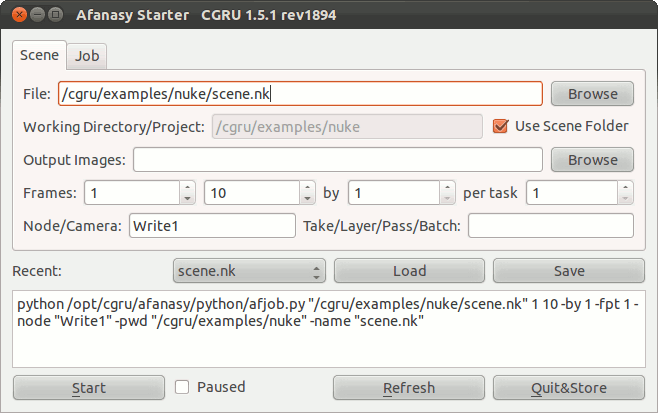 Afanasy Starter CGRU 1.5.1 rev1894
Scene Job
File: /cgru/examples/nuke/scene.nk Browse
Working Directory/Project: /cgru/examples/nuke Use Scene Folder
Output Images: Browse
Frames: 1 10 by 1 per task 1
Node/Camera: Write1 Take/Layer/Pass/Batch:
Recent: scene.nk Load Save
python /opt/cgru/afanasy/python/afjob.py "/cgru/examples/nuke/scene.nk" 1 10 -by 1 -fpt 1 -
node "Write1" -pwd "/cgru/examples/nuke" -name "scene.nk"
Start Paused Refresh Quit&Store